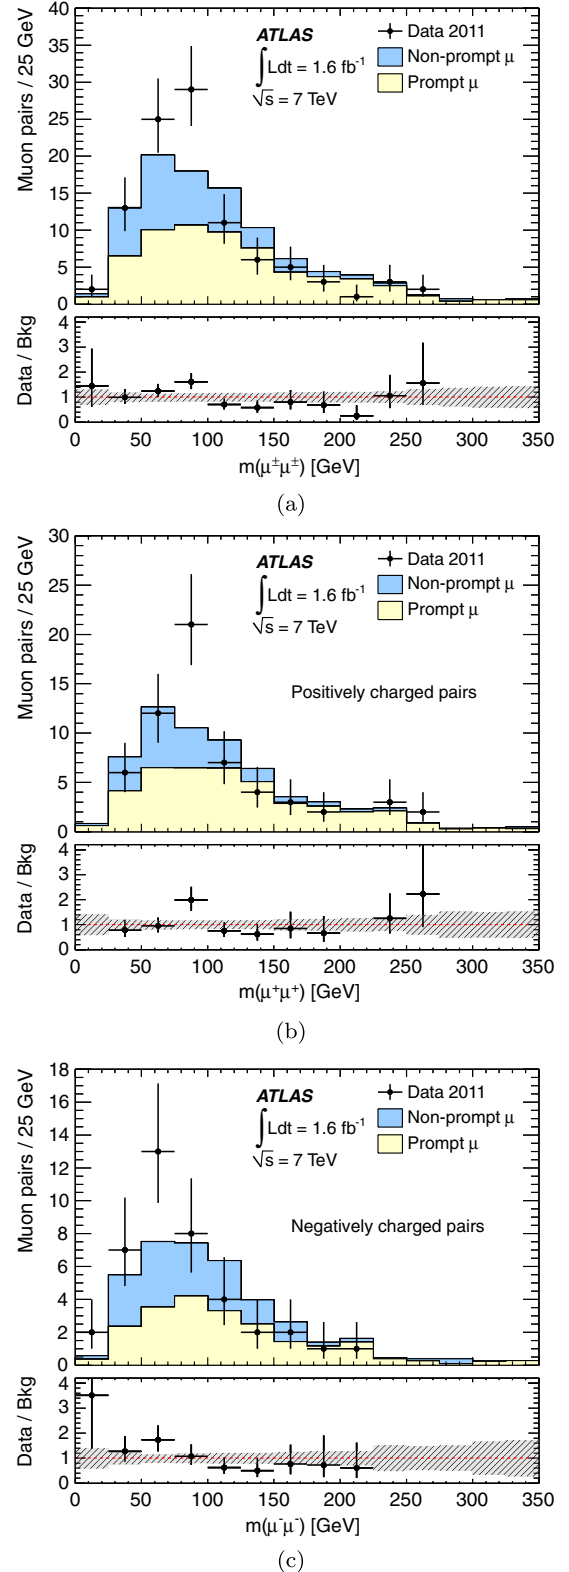 Muon pairs / 25 GeV
40
35
30
25
20
15
10
5
0
ATLAS
∫Ldt = 1.6 fb⁻¹
√s = 7 TeV
Data 2011
Non-prompt μ
Prompt μ
Data / Bkg
4
3
2
1
0
0 50 100 150 200 250 300 350
m(μ±μ±) [GeV]
(a)
Muon pairs / 25 GeV
30
25
20
15
10
5
0
ATLAS
∫Ldt = 1.6 fb⁻¹
√s = 7 TeV
Data 2011
Non-prompt μ
Prompt μ
Positively charged pairs
Data / Bkg
4
3
2
1
0
0 50 100 150 200 250 300 350
m(μ⁺μ⁺) [GeV]
(b)
Muon pairs / 25 GeV
18
16
14
12
10
8
6
4
2
0
ATLAS
∫Ldt = 1.6 fb⁻¹
√s = 7 TeV
Data 2011
Non-prompt μ
Prompt μ
Negatively charged pairs
Data / Bkg
4
3
2
1
0
0 50 100 150 200 250 300 350
m(μ⁻μ⁻) [GeV]
(c)